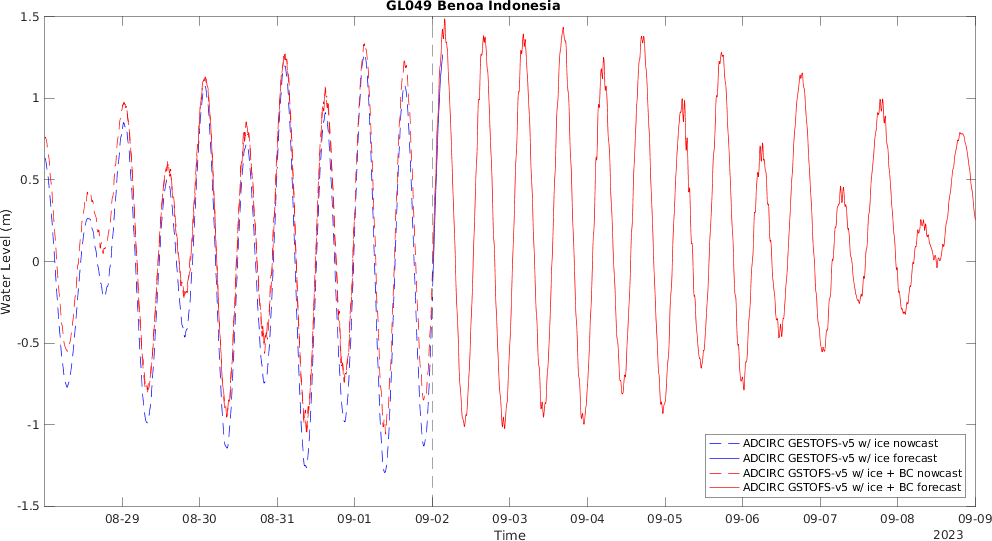 GL049 Benoa Indonesia
Water Level (m)
1.5
1
0.5
0
-0.5
-1
-1.5
ADCIRC GESTOFS-v5 w/ ice nowcast
ADCIRC GESTOFS-v5 w/ ice forecast
ADCIRC GSTOFS-v5 w/ ice + BC nowcast
ADCIRC GSTOFS-v5 w/ ice + BC forecast
08-29 08-30 08-31 09-01 09-02 09-03 09-04 09-05 09-06 09-07 09-08 09-09
Time
2023